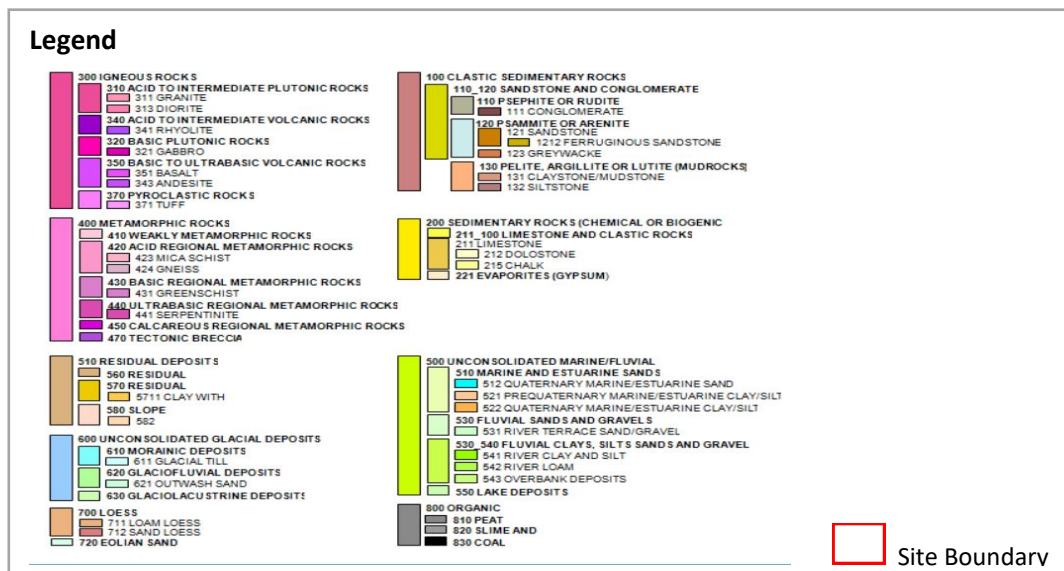 Legend
300 IGNEOUS ROCKS
310 ACID TO INTERMEDIATE PLUTONIC ROCKS
311 GRANITE
313 DIORITE
340 ACID TO INTERMEDIATE VOLCANIC ROCKS
341 RHYOLITE
320 BASIC PLUTONIC ROCKS
321 GABBRO
350 BASIC TO ULTRABASIC VOLCANIC ROCKS
351 BASALT
343 ANDESITE
370 PYROCLASTIC ROCKS
371 TUFF
400 METAMORPHIC ROCKS
410 WEAKLY METAMORPHIC ROCKS
420 ACID REGIONAL METAMORPHIC ROCKS
423 MICA SCHIST
424 GNEISS
430 BASIC REGIONAL METAMORPHIC ROCKS
431 GREENSCHIST
440 ULTRABASIC REGIONAL METAMORPHIC ROCKS
441 SERPENTINITE
450 CALCAREOUS REGIONAL METAMORPHIC ROCKS
470 TECTONIC BRECCIA
510 RESIDUAL DEPOSITS
560 RESIDUAL
570 RESIDUAL
5711 CLAY WITH
580 SLOPE
582
600 UNCONSOLIDATED GLACIAL DEPOSITS
610 MORAINIC DEPOSITS
611 GLACIAL TILL
620 GLACIOFLUVIAL DEPOSITS
621 OUTWASH SAND
630 GLACIOLACUSTRINE DEPOSITS
700 LOESS
711 LOAM LOESS
712 SAND LOESS
720 EOLIAN SAND
100 CLASTIC SEDIMENTARY ROCKS
110_120 SANDSTONE AND CONGLOMERATE
110 PSEPHITE OR RUDITE
111 CONGLOMERATE
120 PSAMMITE OR ARENITE
121 SANDSTONE
1212 FERRUGINOUS SANDSTONE
123 GREYWACKE
130 PELITE, ARGILLITE OR LUTITE (MUDROCKS)
131 CLAYSTONE/MUDSTONE
132 SILTSTONE
200 SEDIMENTARY ROCKS (CHEMICAL OR BIOGENIC
211_100 LIMESTONE AND CLASTIC ROCKS
211 LIMESTONE
212 DOLOSTONE
215 CHALK
221 EVAPORITES (GYPSUM)
500 UNCONSOLIDATED MARINE/FLUVIAL
510 MARINE AND ESTUARINE SANDS
512 QUATERNARY MARINE/ESTUARINE SAND
521 PREQUATERNARY MARINE/ESTUARINE CLAY/SILT
522 QUATERNARY MARINE/ESTUARINE CLAY/SILT
530 FLUVIAL SANDS AND GRAVELS
531 RIVER TERRACE SAND/GRAVEL
530_540 FLUVIAL CLAYS, SILTS SANDS AND GRAVEL
541 RIVER CLAY AND SILT
542 RIVER LOAM
543 OVERBANK DEPOSITS
550 LAKE DEPOSITS
800 ORGANIC
810 PEAT
820 SLIME AND
830 COAL
Site Boundary